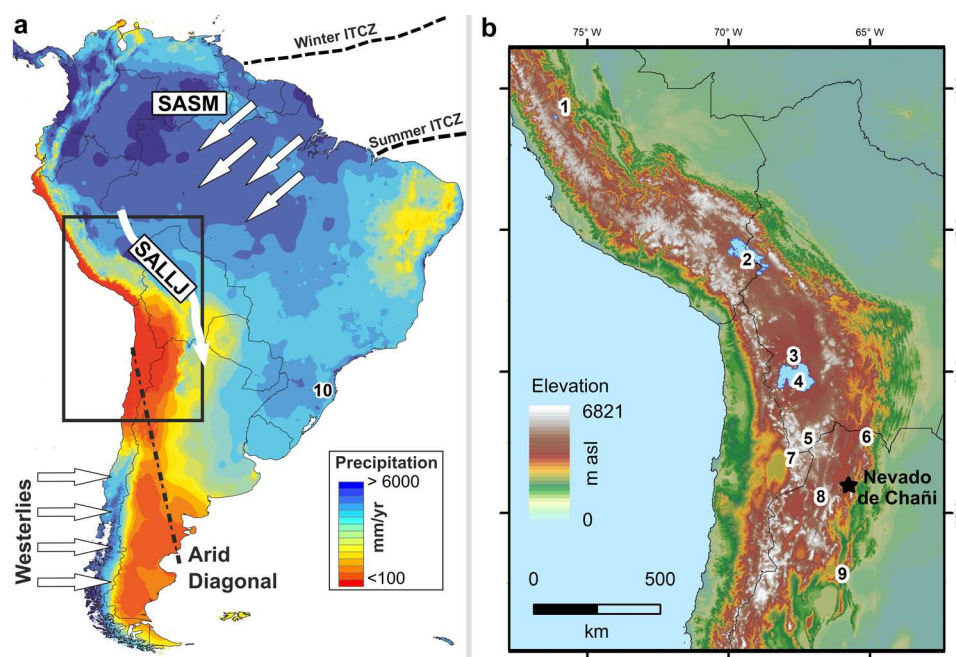 a
Winter ITCZ
SASM
Summer ITCZ
SALLJ
10
Precipitation
> 6000
mm/yr
<100
Westerlies
Arid
Diagonal
b
75° W
70° W
65° W
1
2
3
4
5
6
7
8
9
Nevado
de Chañi
Elevation
6821
m asl
0
0
500
km